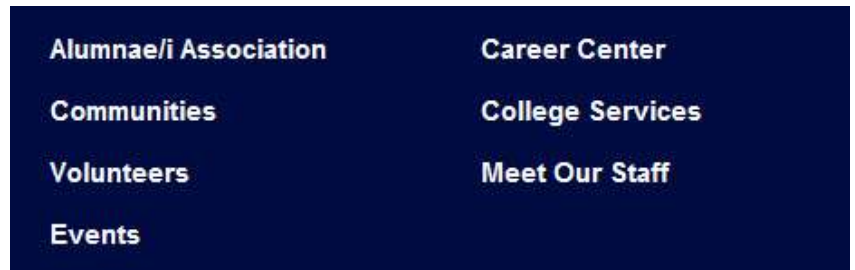 Alumnae/i Association
Communities
Volunteers
Events
Career Center
College Services
Meet Our Staff